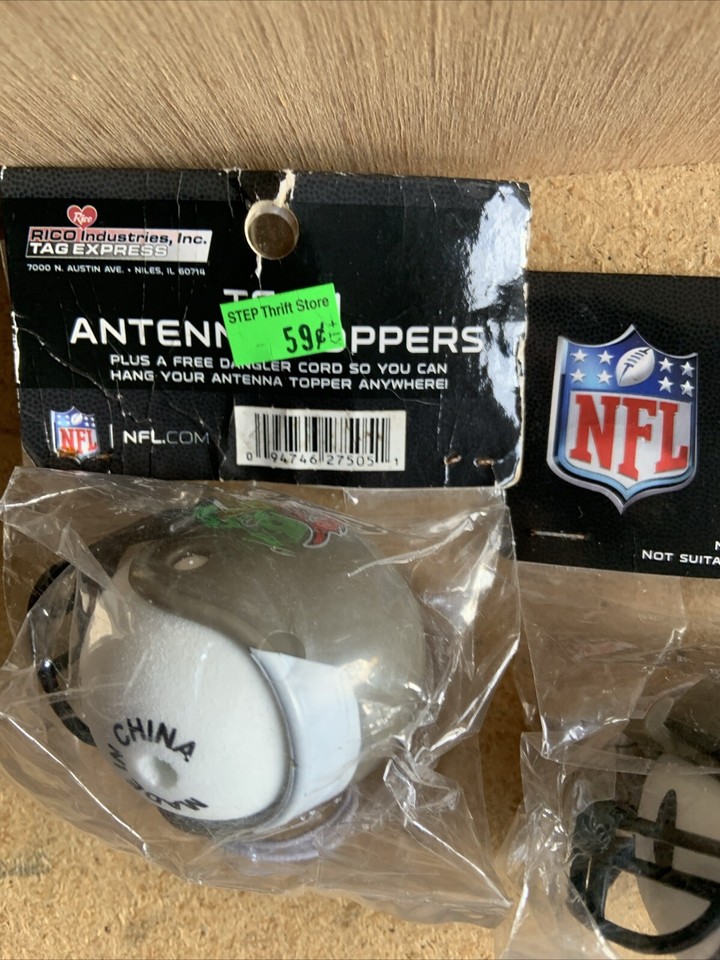 Rico
RICO Industries, Inc.
TAG EXPRESS
7000 N. AUSTIN AVE. • NILES, IL 60714
STEP Thrift Store
59¢
ANTENN PPERS
PLUS A FREE DANGLER CORD SO YOU CAN
HANG YOUR ANTENNA TOPPER ANYWHERE!
NFL | NFL.COM
0 94746 27505 1
NFL
NOT SUITA
CHINA
MADE IN